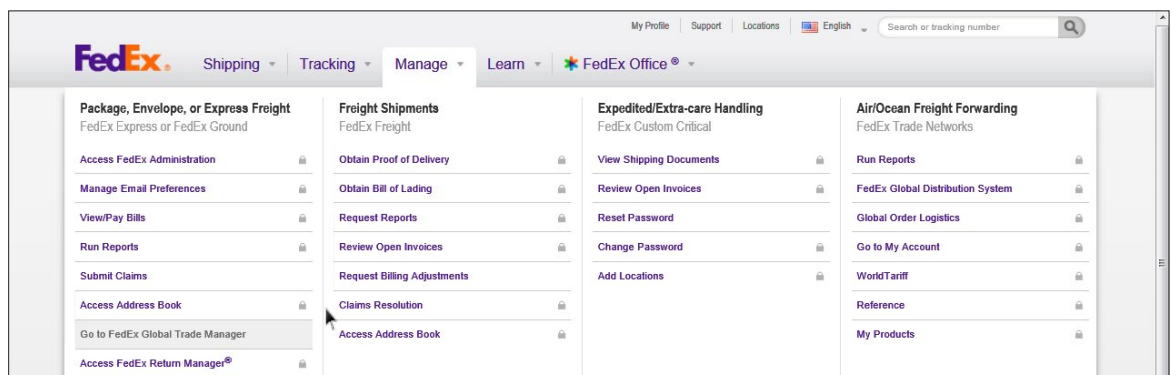 My Profile Support Locations English Search or tracking number
FedEx® Shipping Tracking Manage Learn FedEx Office ®
Package, Envelope, or Express Freight
FedEx Express or FedEx Ground
Access FedEx Administration
Manage Email Preferences
View/Pay Bills
Run Reports
Submit Claims
Access Address Book
Go to FedEx Global Trade Manager
Access FedEx Return Manager®
Freight Shipments
FedEx Freight
Obtain Proof of Delivery
Obtain Bill of Lading
Request Reports
Review Open Invoices
Request Billing Adjustments
Claims Resolution
Access Address Book
Expedited/Extra-care Handling
FedEx Custom Critical
View Shipping Documents
Review Open Invoices
Reset Password
Change Password
Add Locations
Air/Ocean Freight Forwarding
FedEx Trade Networks
Run Reports
FedEx Global Distribution System
Global Order Logistics
Go to My Account
WorldTariff
Reference
My Products